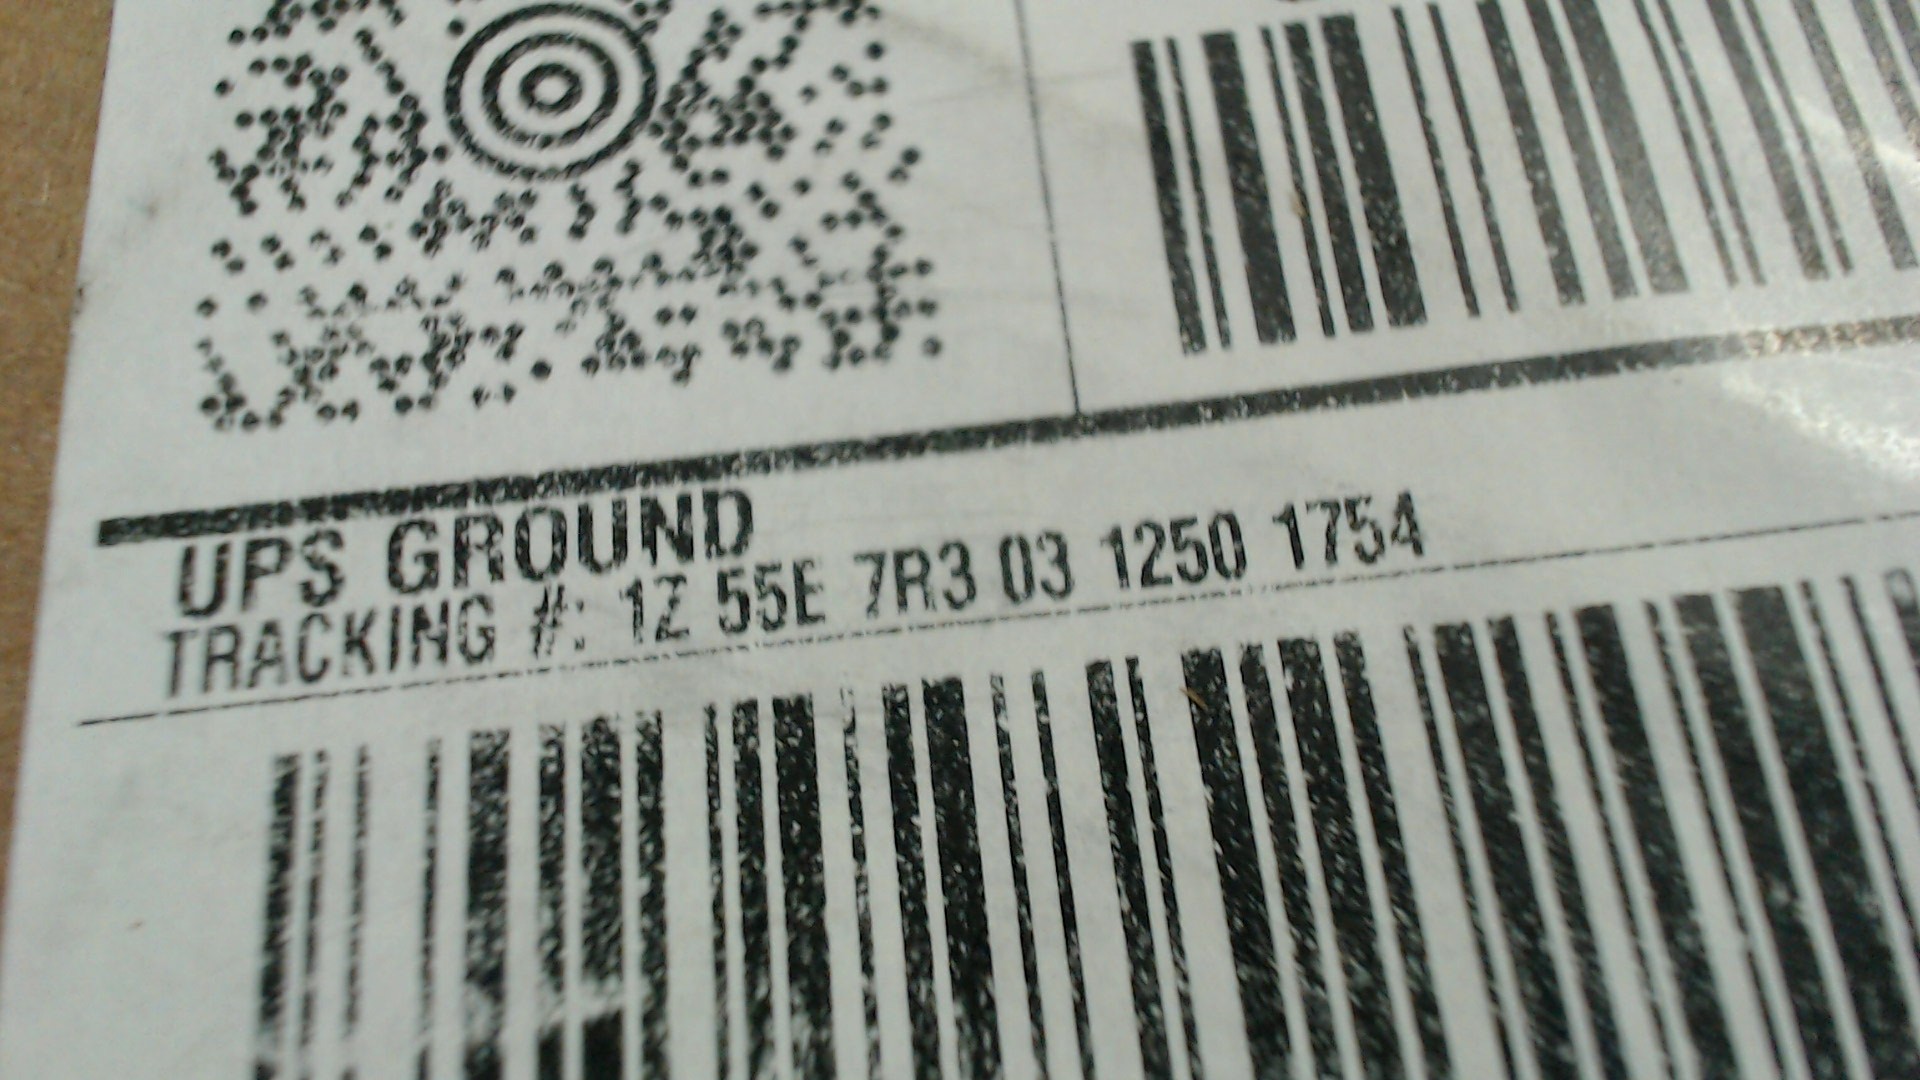 UPS GROUND
TRACKING #: 1Z 55E 7R3 03 1250 1754